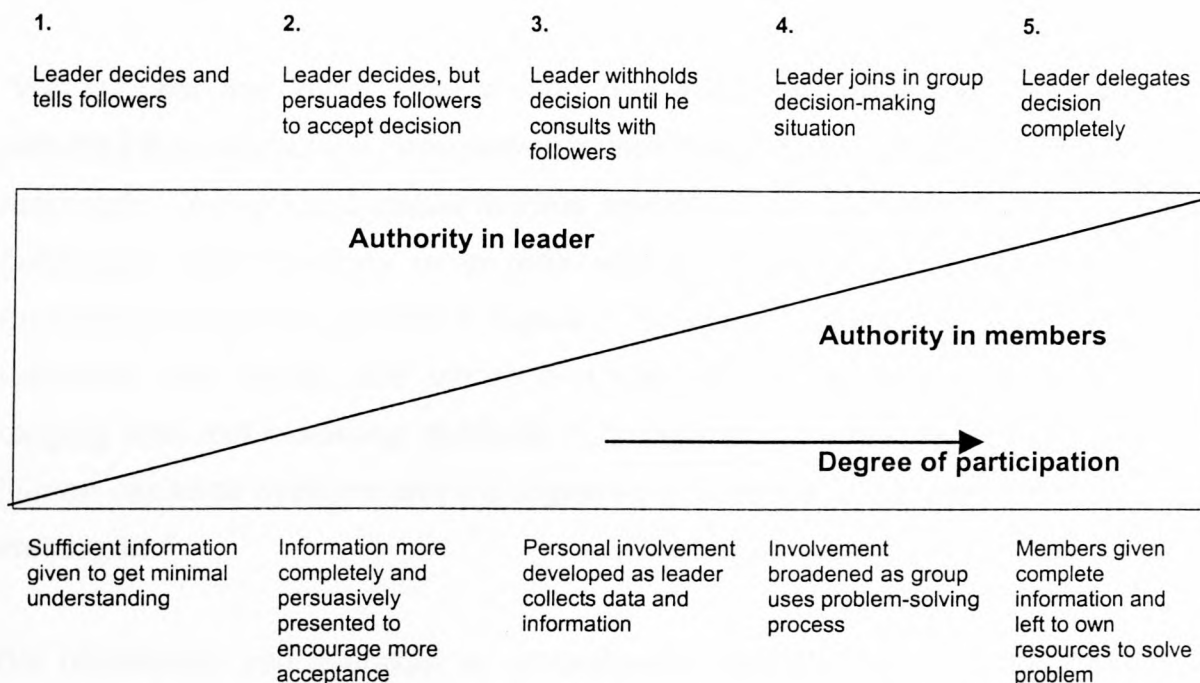 1.
Leader decides and
tells followers
2.
Leader decides, but
persuades followers
to accept decision
3.
Leader withholds
decision until he
consults with
followers
4.
Leader joins in group
decision-making
situation
5.
Leader delegates
decision
completely
Authority in leader
Authority in members
Degree of participation
Sufficient information
given to get minimal
understanding
Information more
completely and
persuasively
presented to
encourage more
acceptance
Personal involvement
developed as leader
collects data and
information
Involvement
broadened as group
uses problem-solving
process
Members given
complete
information and
left to own
resources to solve
problem